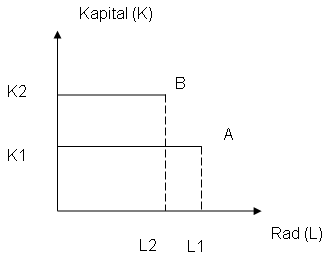 Kapital (K)
K2
B
A
K1
Rad (L)
L2
L1